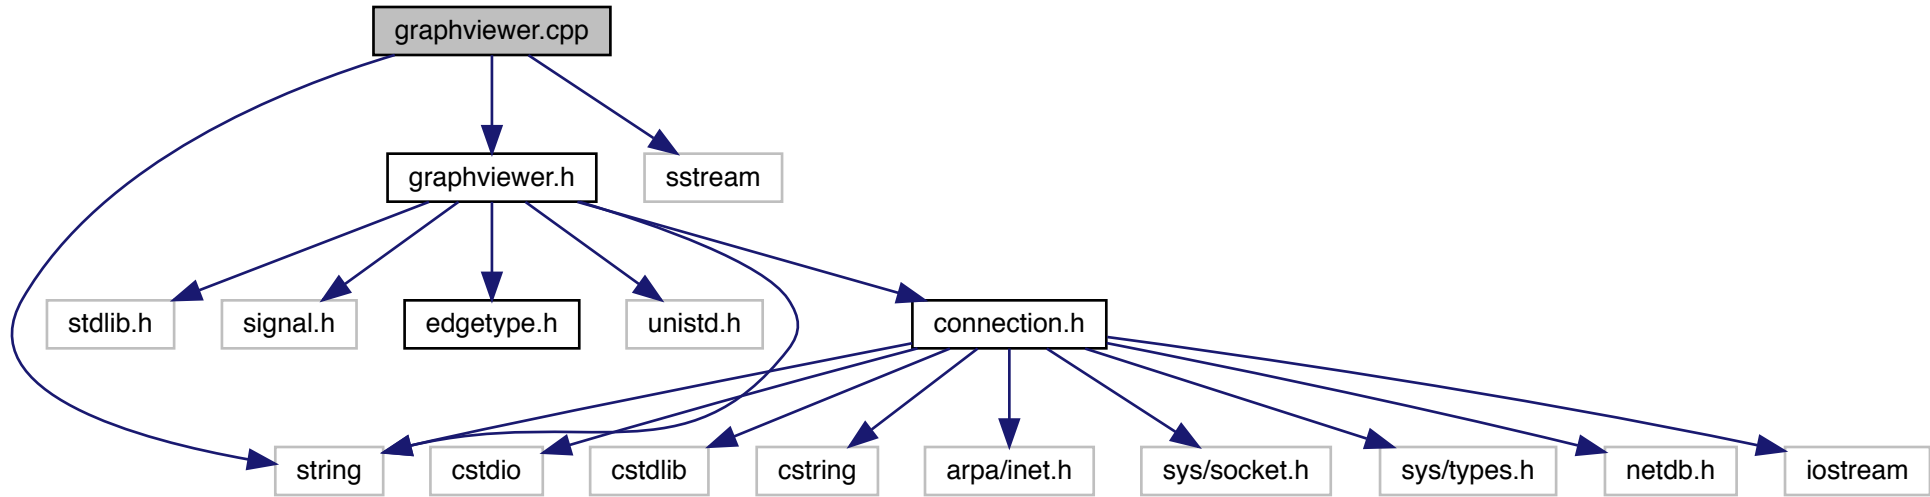 graphviewer.cpp
graphviewer.h
sstream
stdlib.h
signal.h
edgetype.h
unistd.h
connection.h
string
cstdio
cstdlib
cstring
arpa/inet.h
sys/socket.h
sys/types.h
netdb.h
iostream